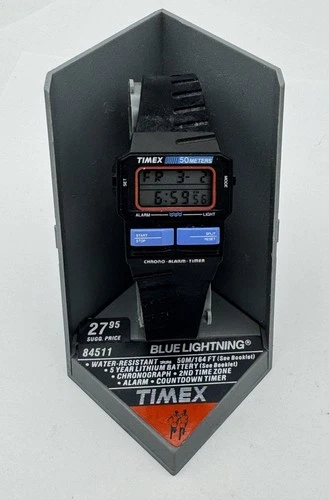 TIMEX 50 METERS
FR 3-2
SET MODE
6:59 56
ALARM LIGHT
START SPLIT
STOP RESET
CHRONO-ALARM-TIMER
27.95
SUGG. PRICE
84511 BLUE LIGHTNING®
• WATER-RESISTANT 50M/164 FT (See Booklet)
• 5 YEAR LITHIUM BATTERY (See Booklet)
• CHRONOGRAPH • 2ND TIME ZONE
• ALARM • COUNTDOWN TIMER
TIMEX